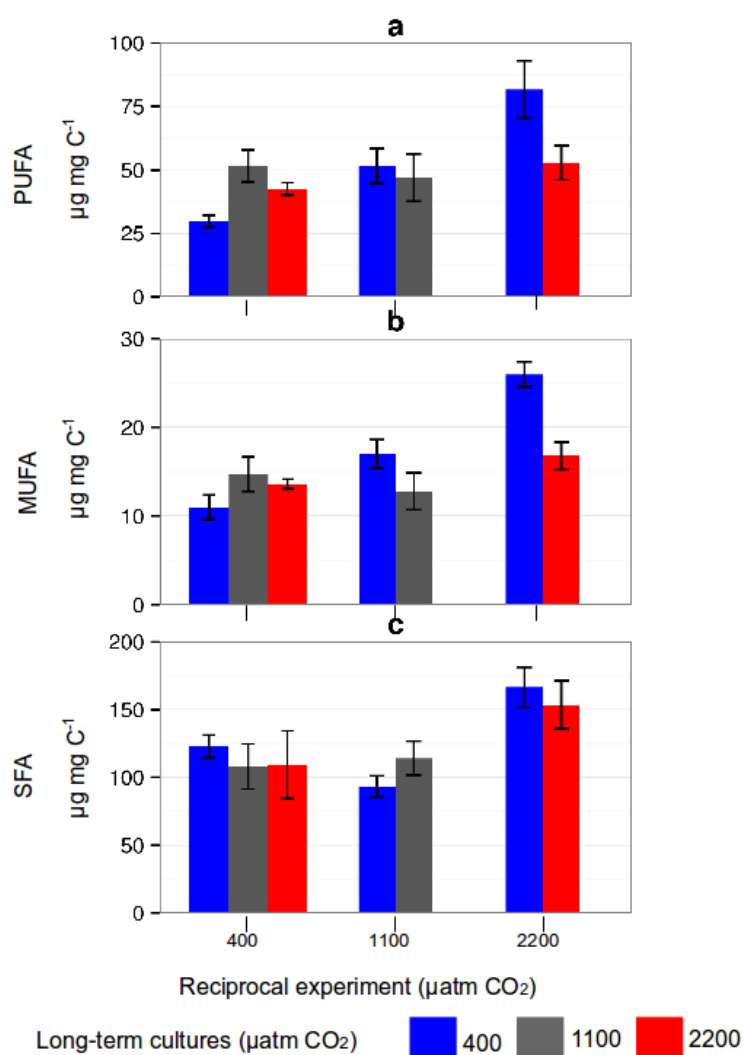 a
100
75
50
25
0
PUFA
µg mg C⁻¹
b
30
20
10
0
MUFA
µg mg C⁻¹
c
200
150
100
50
0
SFA
µg mg C⁻¹
400 1100 2200
Reciprocal experiment (µatm CO₂)
Long-term cultures (µatm CO₂) 400 1100 2200